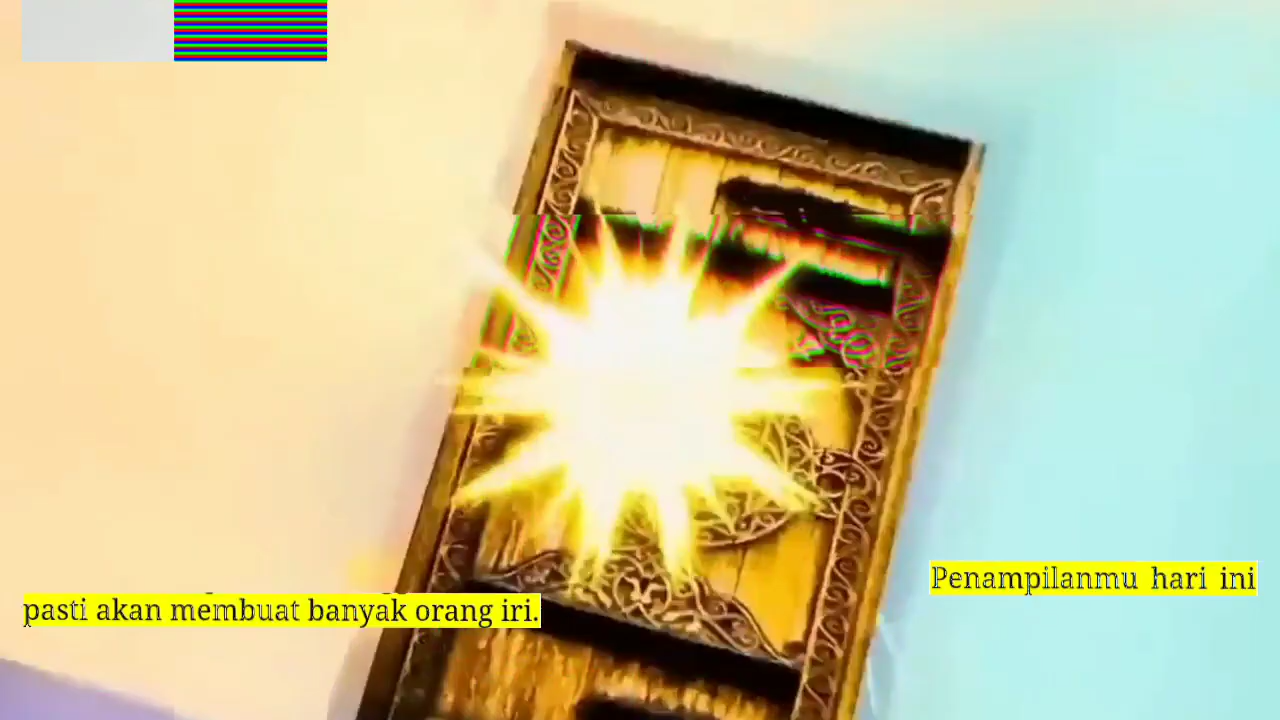 Penampilanmu hari ini
pasti akan membuat banyak orang iri.